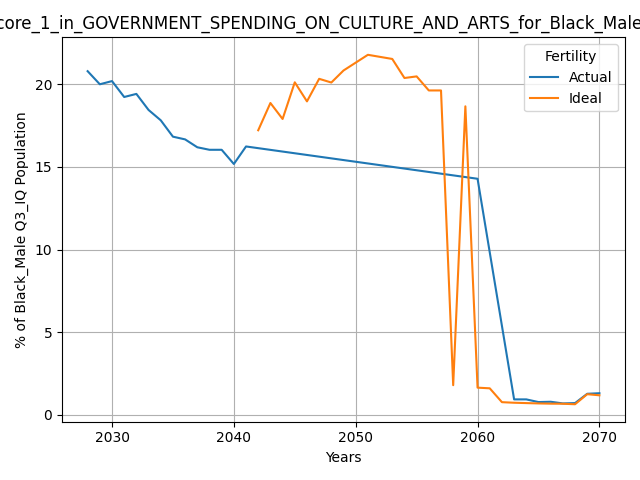 core_1_in_GOVERNMENT_SPENDING_ON_CULTURE_AND_ARTS_for_Black_Male
Fertility
Actual
Ideal
% of Black_Male Q3_IQ Population
20
15
10
5
0
2030 2040 2050 2060 2070
Years